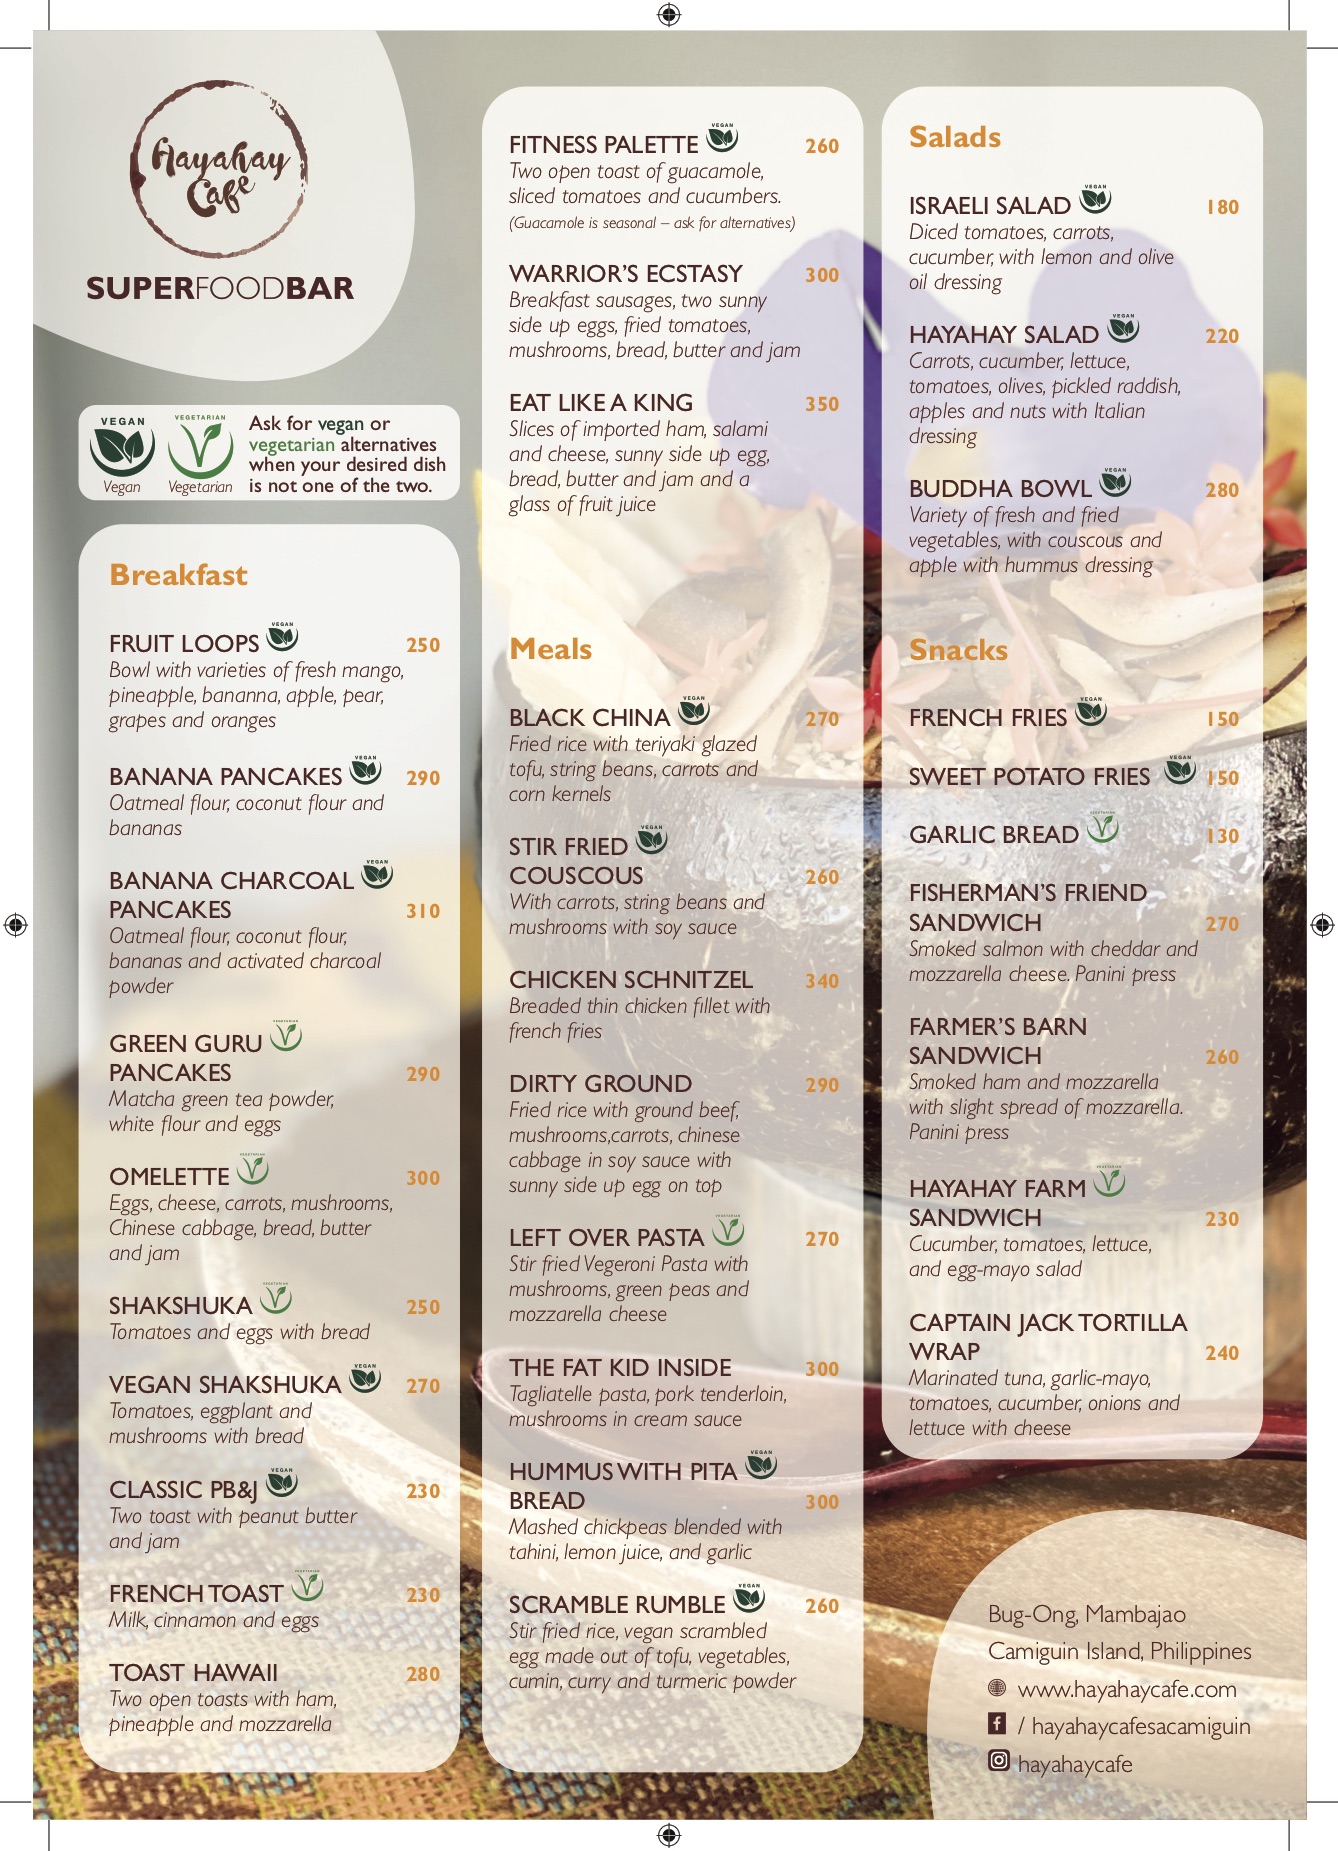 Hayahay
Cafe
SUPERFOODBAR
VEGAN
Vegan
VEGETARIAN
Vegetarian
Ask for vegan or
vegetarian alternatives
when your desired dish
is not one of the two.
Breakfast
FRUIT LOOPS VEGAN 250
Bowl with varieties of fresh mango,
pineapple, bananna, apple, pear,
grapes and oranges
BANANA PANCAKES VEGAN 290
Oatmeal flour, coconut flour and
bananas
BANANA CHARCOAL VEGAN
PANCAKES 310
Oatmeal flour, coconut flour,
bananas and activated charcoal
powder
GREEN GURU VEGETARIAN
PANCAKES 290
Matcha green tea powder,
white flour and eggs
OMELETTE VEGETARIAN 300
Eggs, cheese, carrots, mushrooms,
Chinese cabbage, bread, butter
and jam
SHAKSHUKA VEGETARIAN 250
Tomatoes and eggs with bread
VEGAN SHAKSHUKA VEGAN 270
Tomatoes, eggplant and
mushrooms with bread
CLASSIC PB&J VEGAN 230
Two toast with peanut butter
and jam
FRENCH TOAST VEGETARIAN 230
Milk, cinnamon and eggs
TOAST HAWAII 280
Two open toasts with ham,
pineapple and mozzarella
FITNESS PALETTE VEGAN 260
Two open toast of guacamole,
sliced tomatoes and cucumbers.
(Guacamole is seasonal – ask for alternatives)
WARRIOR'S ECSTASY 300
Breakfast sausages, two sunny
side up eggs, fried tomatoes,
mushrooms, bread, butter and jam
EAT LIKE A KING 350
Slices of imported ham, salami
and cheese, sunny side up egg,
bread, butter and jam and a
glass of fruit juice
Meals
BLACK CHINA VEGAN 270
Fried rice with teriyaki glazed
tofu, string beans, carrots and
corn kernels
STIR FRIED VEGAN
COUSCOUS 260
With carrots, string beans and
mushrooms with soy sauce
CHICKEN SCHNITZEL 340
Breaded thin chicken fillet with
french fries
DIRTY GROUND 290
Fried rice with ground beef,
mushrooms,carrots, chinese
cabbage in soy sauce with
sunny side up egg on top
LEFT OVER PASTA VEGETARIAN 270
Stir fried Vegeroni Pasta with
mushrooms, green peas and
mozzarella cheese
THE FAT KID INSIDE 300
Tagliatelle pasta, pork tenderloin,
mushrooms in cream sauce
HUMMUS WITH PITA VEGAN
BREAD 300
Mashed chickpeas blended with
tahini, lemon juice, and garlic
SCRAMBLE RUMBLE VEGAN 260
Stir fried rice, vegan scrambled
egg made out of tofu, vegetables,
cumin, curry and turmeric powder
Salads
ISRAELI SALAD VEGAN 180
Diced tomatoes, carrots,
cucumber, with lemon and olive
oil dressing
HAYAHAY SALAD VEGAN 220
Carrots, cucumber, lettuce,
tomatoes, olives, pickled raddish,
apples and nuts with Italian
dressing
BUDDHA BOWL VEGAN 280
Variety of fresh and fried
vegetables, with couscous and
apple with hummus dressing
Snacks
FRENCH FRIES VEGAN 150
SWEET POTATO FRIES VEGAN 150
GARLIC BREAD VEGETARIAN 130
FISHERMAN'S FRIEND
SANDWICH 270
Smoked salmon with cheddar and
mozzarella cheese. Panini press
FARMER'S BARN
SANDWICH 260
Smoked ham and mozzarella
with slight spread of mozzarella.
Panini press
HAYAHAY FARM VEGETARIAN
SANDWICH 230
Cucumber, tomatoes, lettuce,
and egg-mayo salad
CAPTAIN JACK TORTILLA
WRAP 240
Marinated tuna, garlic-mayo,
tomatoes, cucumber, onions and
lettuce with cheese
Bug-Ong, Mambajao
Camiguin Island, Philippines
www.hayahaycafe.com
/ hayahaycafesacamiguin
hayahaycafe